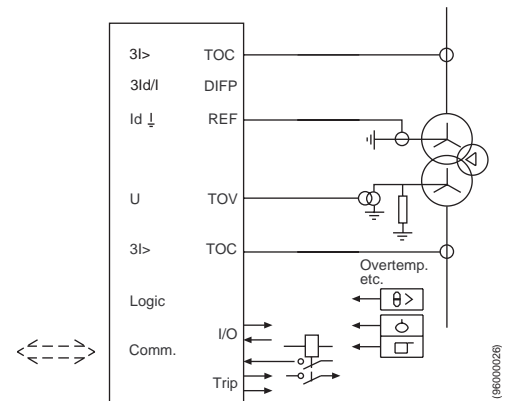 3I> TOC
3Id/I DIFP
Id REF
U TOV
3I> TOC
Overtemp.
etc.
Logic
I/O
Comm.
Trip
(96000026)